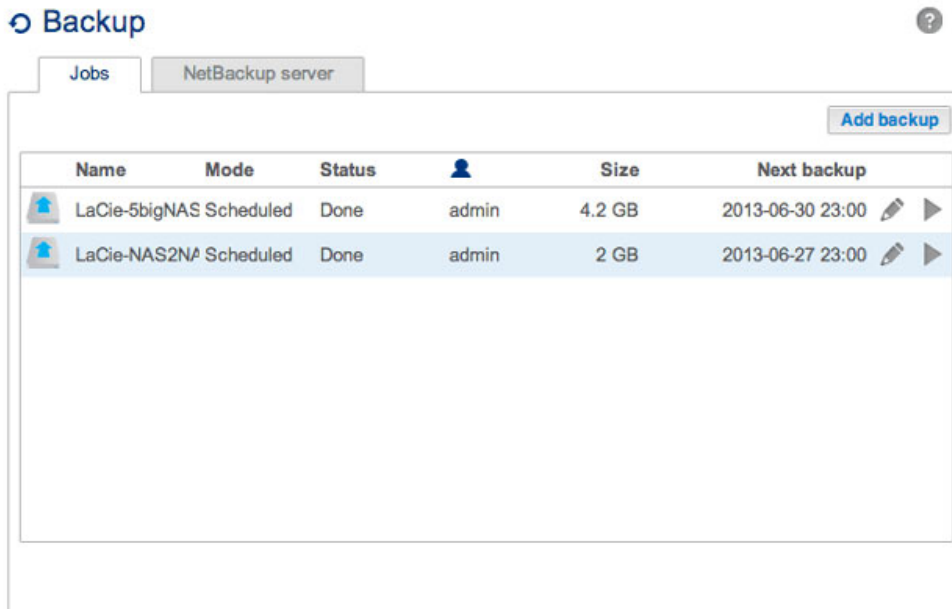 Backup
?
Jobs NetBackup server
Add backup
Name Mode Status Size Next backup
LaCie-5bigNAS Scheduled Done admin 4.2 GB 2013-06-30 23:00
LaCie-NAS2NA Scheduled Done admin 2 GB 2013-06-27 23:00